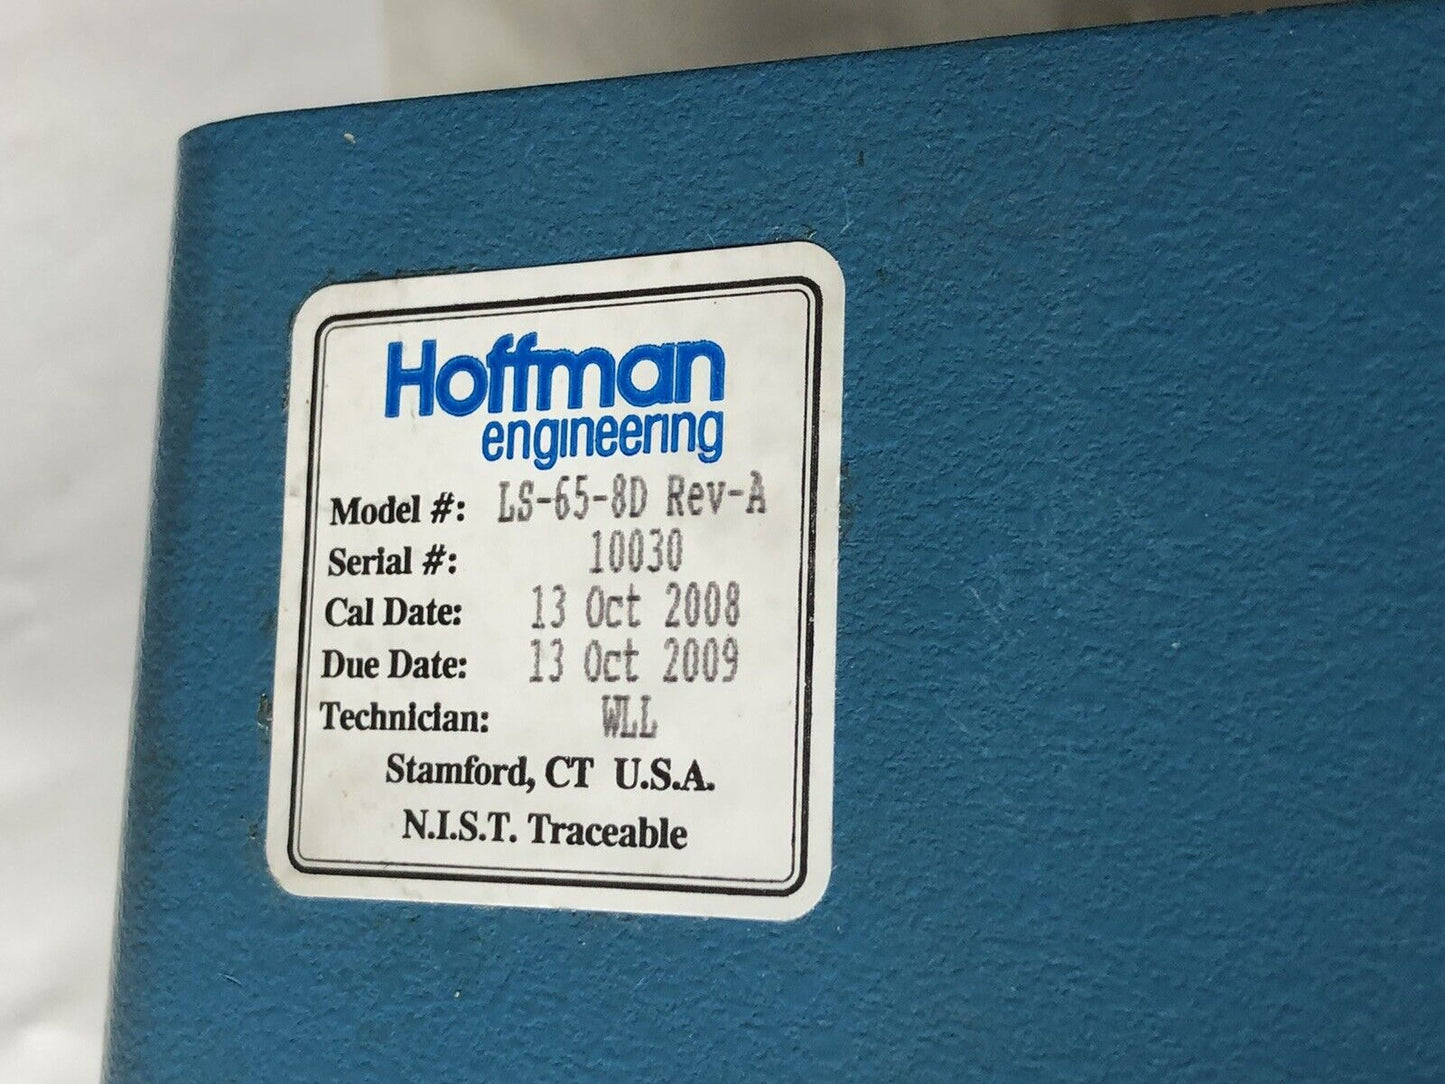 Hoffman
engineering
Model #: LS-65-8D Rev-A
Serial #: 10030
Cal Date: 13 Oct 2008
Due Date: 13 Oct 2009
Technician: WLL
Stamford, CT U.S.A.
N.I.S.T. Traceable